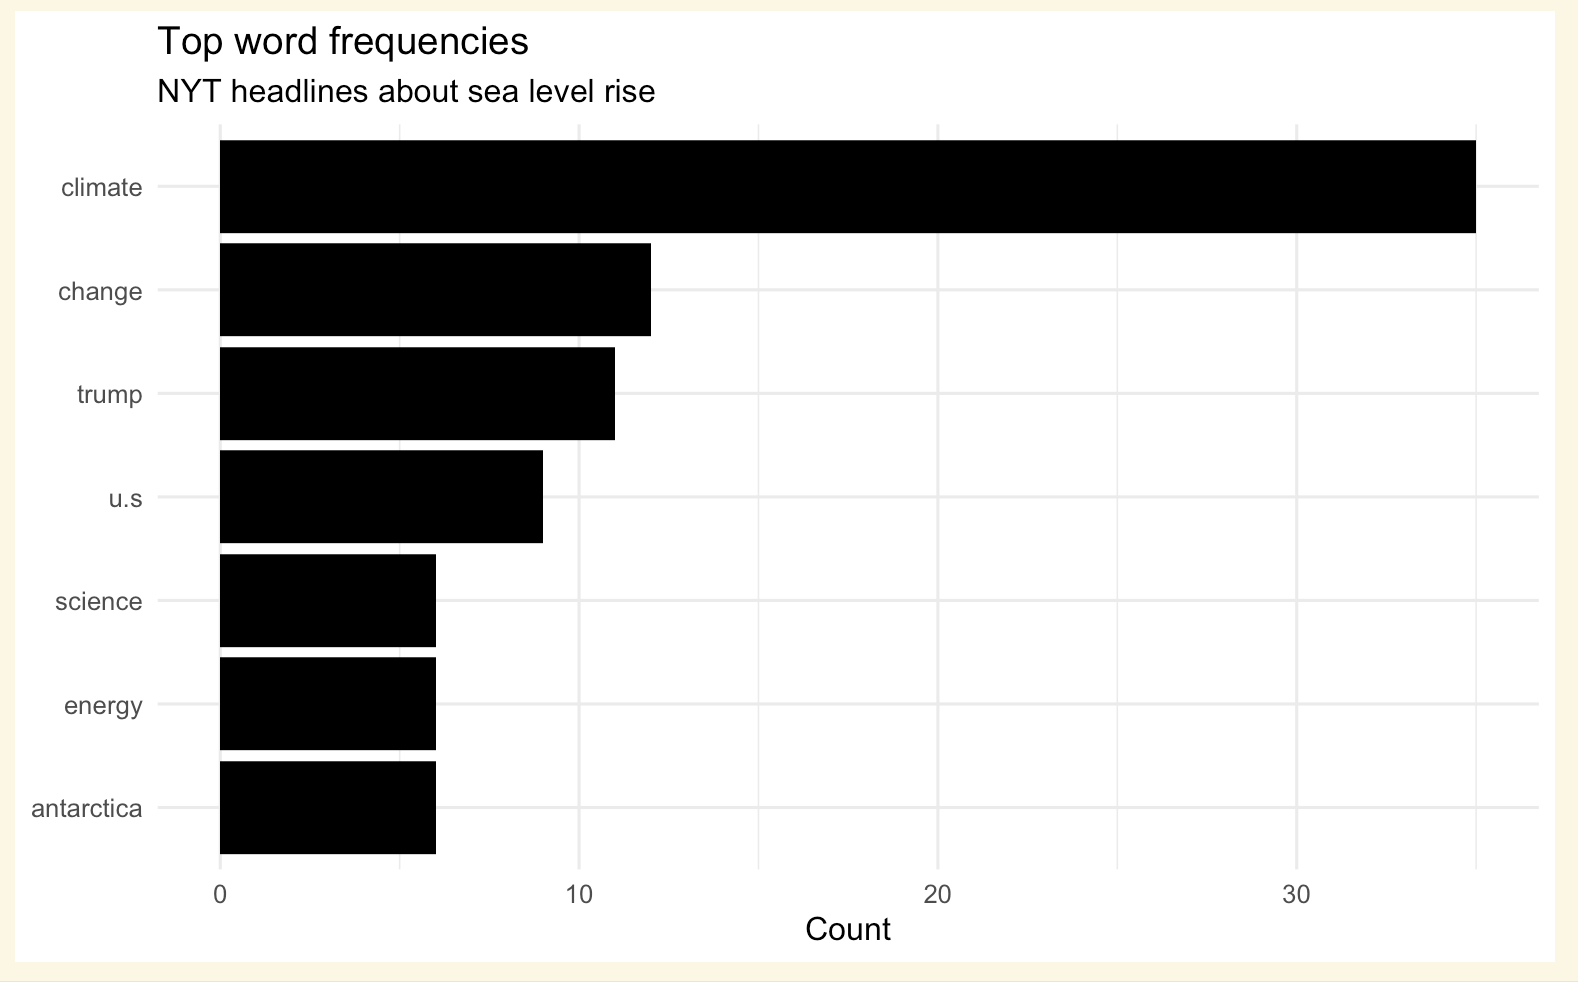 Top word frequencies
NYT headlines about sea level rise
climate
change
trump
u.s
science
energy
antarctica
0 10 20 30
Count